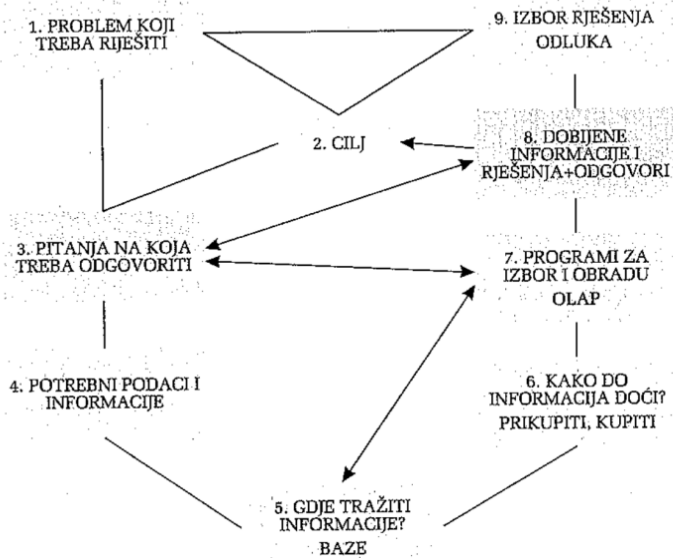 1. PROBLEM KOJI
TREBA RIJEŠITI
9. IZBOR RJEŠENJA
ODLUKA
2. CILJ
8. DOBIJENE
INFORMACIJE I
RJEŠENJA+ODGOVORI
3. PITANJA NA KOJA
TREBA ODGOVORITI
7. PROGRAMI ZA
IZBOR I OBRADU
OLAP
4. POTREBNI PODACI I
INFORMACIJE
6. KAKO DO
INFORMACIJA DOĆI?
PRIKUPITI, KUPITI
5. GDJE TRAŽITI
INFORMACIJE?
BAZE